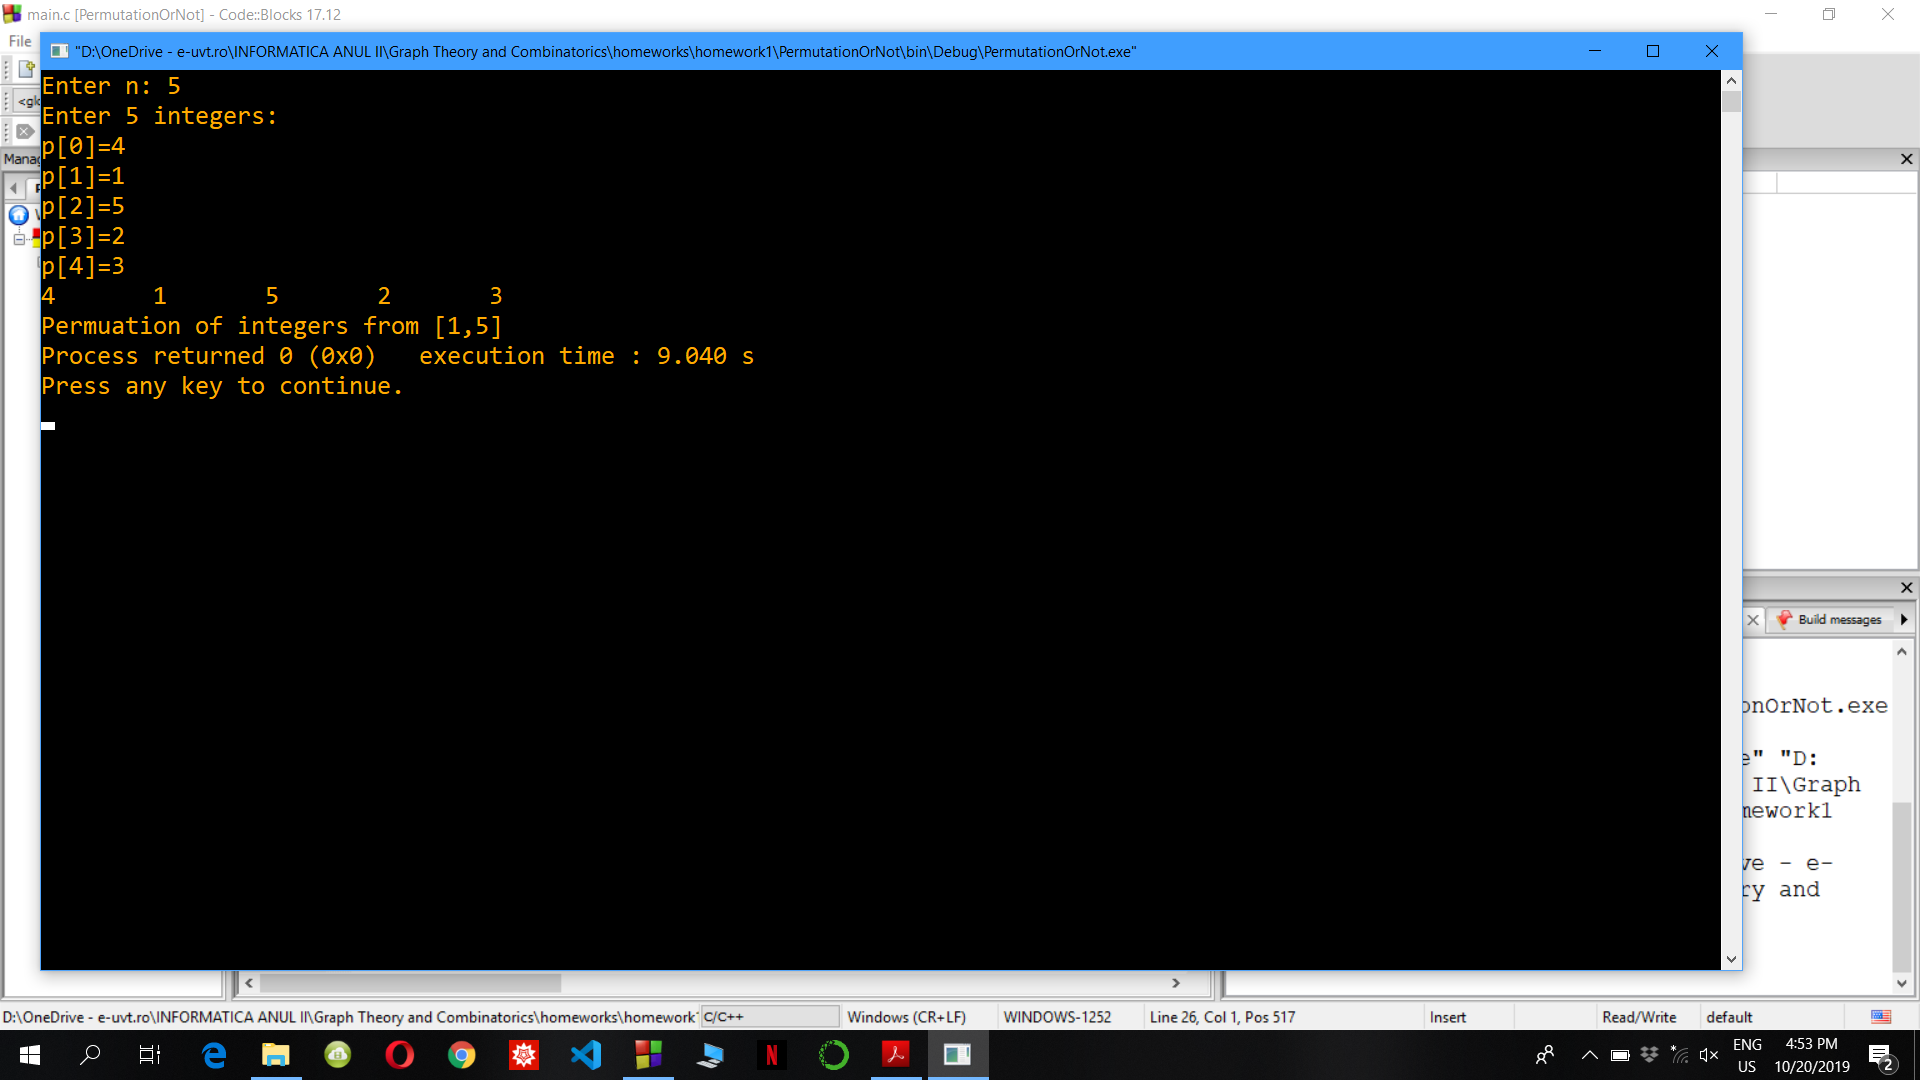 main.c [PermutationOrNot] - Code::Blocks 17.12
File
"D:\OneDrive - e-uvt.ro\INFORMATICA ANUL II\Graph Theory and Combinatorics\homeworks\homework1\PermutationOrNot\bin\Debug\PermutationOrNot.exe"
Enter n: 5
<glo
Enter 5 integers:
p[0]=4
Manag
p[1]=1
p[2]=5
p[3]=2
p[4]=3
4 1 5 2 3
Permuation of integers from [1,5]
Process returned 0 (0x0) execution time : 9.040 s
Press any key to continue.
Build messages
onOrNot.exe
e" "D:
II\Graph
mework1
ve - e-
ry and
D:\OneDrive - e-uvt.ro\INFORMATICA ANUL II\Graph Theory and Combinatorics\homeworks\homework1
C/C++
Windows (CR+LF)
WINDOWS-1252
Line 26, Col 1, Pos 517
Insert
Read/Write
default
ENG
US
4:53 PM
10/20/2019
2